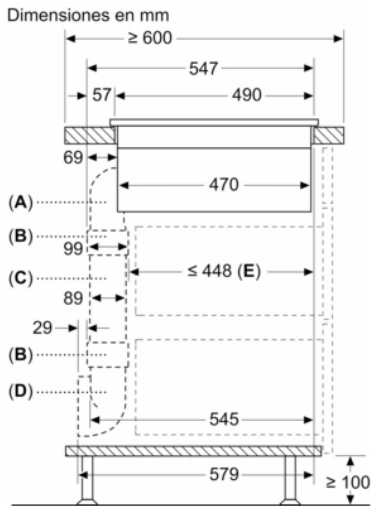 Dimensiones en mm
≥ 600
547
57 490
69
470
(A)
(B)
99
≤ 448 (E)
(C)
89
29
(B)
(D)
545
579
≥ 100